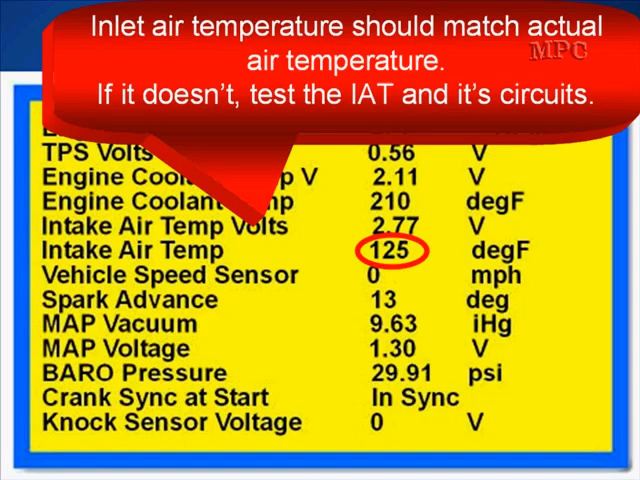 Inlet air temperature should match actual
air temperature.
MPC
If it doesn't, test the IAT and it's circuits.
TPS Volts 0.56 V
Engine Coolant p V 2.11 V
Engine Coolant mp 210 degF
Intake Air Temp Volts 2.77 V
Intake Air Temp 125 degF
Vehicle Speed Sensor 0 mph
Spark Advance 13 deg
MAP Vacuum 9.63 iHg
MAP Voltage 1.30 V
BARO Pressure 29.91 psi
Crank Sync at Start In Sync
Knock Sensor Voltage 0 V